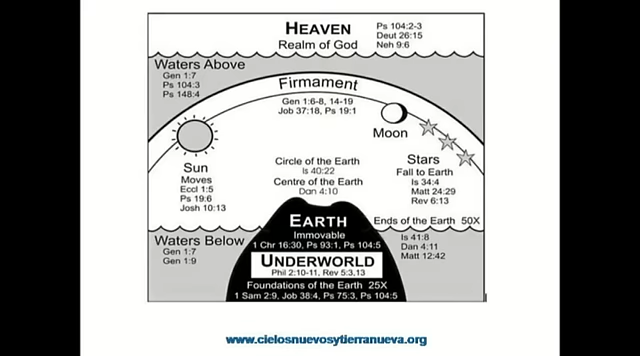 HEAVEN
Realm of God
Ps 104:2-3
Deut 26:15
Neh 9:6
Waters Above
Gen 1:7
Ps 104:3
Ps 148:4
Firmament
Gen 1:6-8, 14-19
Job 37:18, Ps 19:1
Moon
Sun
Moves
Eccl 1:5
Ps 19:6
Josh 10:13
Circle of the Earth
Is 40:22
Centre of the Earth
Dan 4:10
Stars
Fall to Earth
Is 34:4
Matt 24:29
Rev 6:13
EARTH
Immovable
1 Chr 16:30, Ps 93:1, Ps 104:5
Ends of the Earth 50X
Is 41:8
Dan 4:11
Matt 12:42
Waters Below
Gen 1:7
Gen 1:9
UNDERWORLD
Phil 2:10-11, Rev 5:3,13
Foundations of the Earth 25X
1 Sam 2:9, Job 38:4, Ps 75:3, Ps 104:5
www.cielosnuevosytierranueva.org